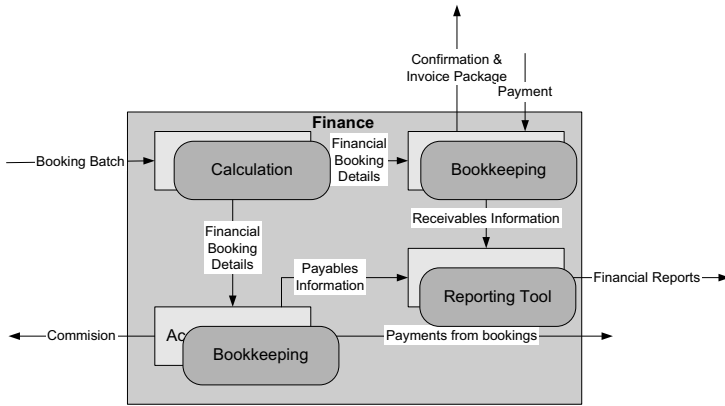 Confirmation &
Invoice Package
Payment
Finance
Booking Batch
Calculation
Financial
Booking
Details
Bookkeeping
Financial
Booking
Details
Receivables Information
Payables
Information
Reporting Tool
Financial Reports
Commision
Bookkeeping
Payments from bookings